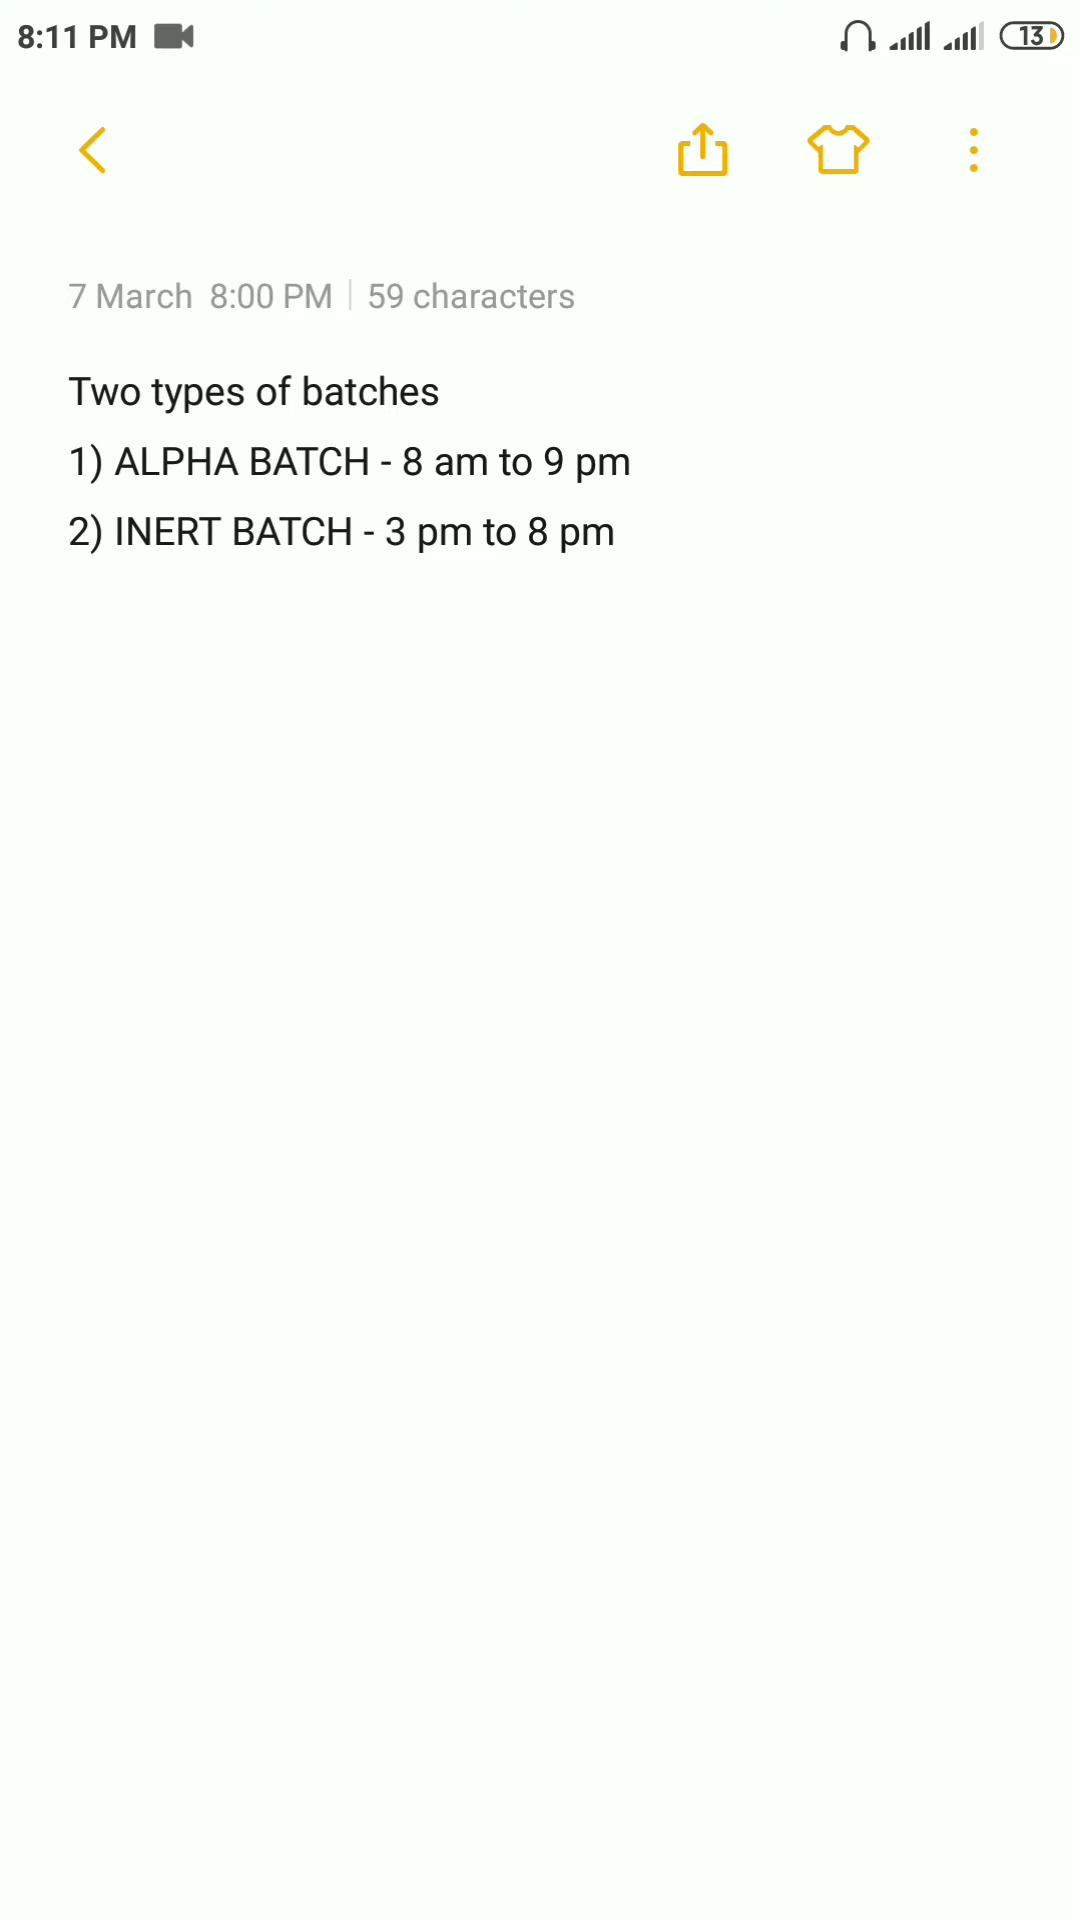 8:11 PM 13
7 March 8:00 PM | 59 characters
Two types of batches
1) ALPHA BATCH - 8 am to 9 pm
2) INERT BATCH - 3 pm to 8 pm